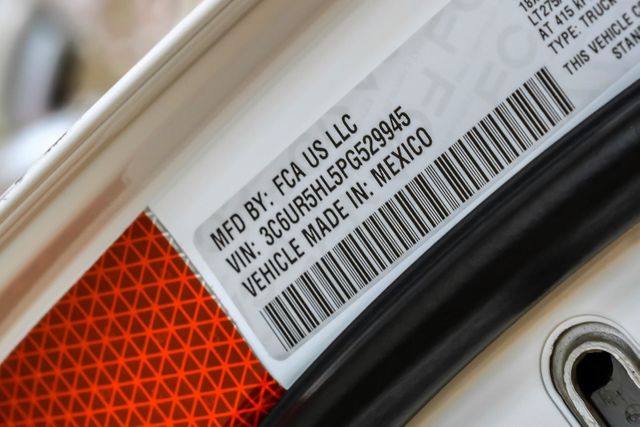 MFD BY: FCA US LLC
VIN: 3C6UR5HL5PG529945
VEHICLE MADE IN: MEXICO
AT 415
TYPE: TRUCK
THIS VEHICLE